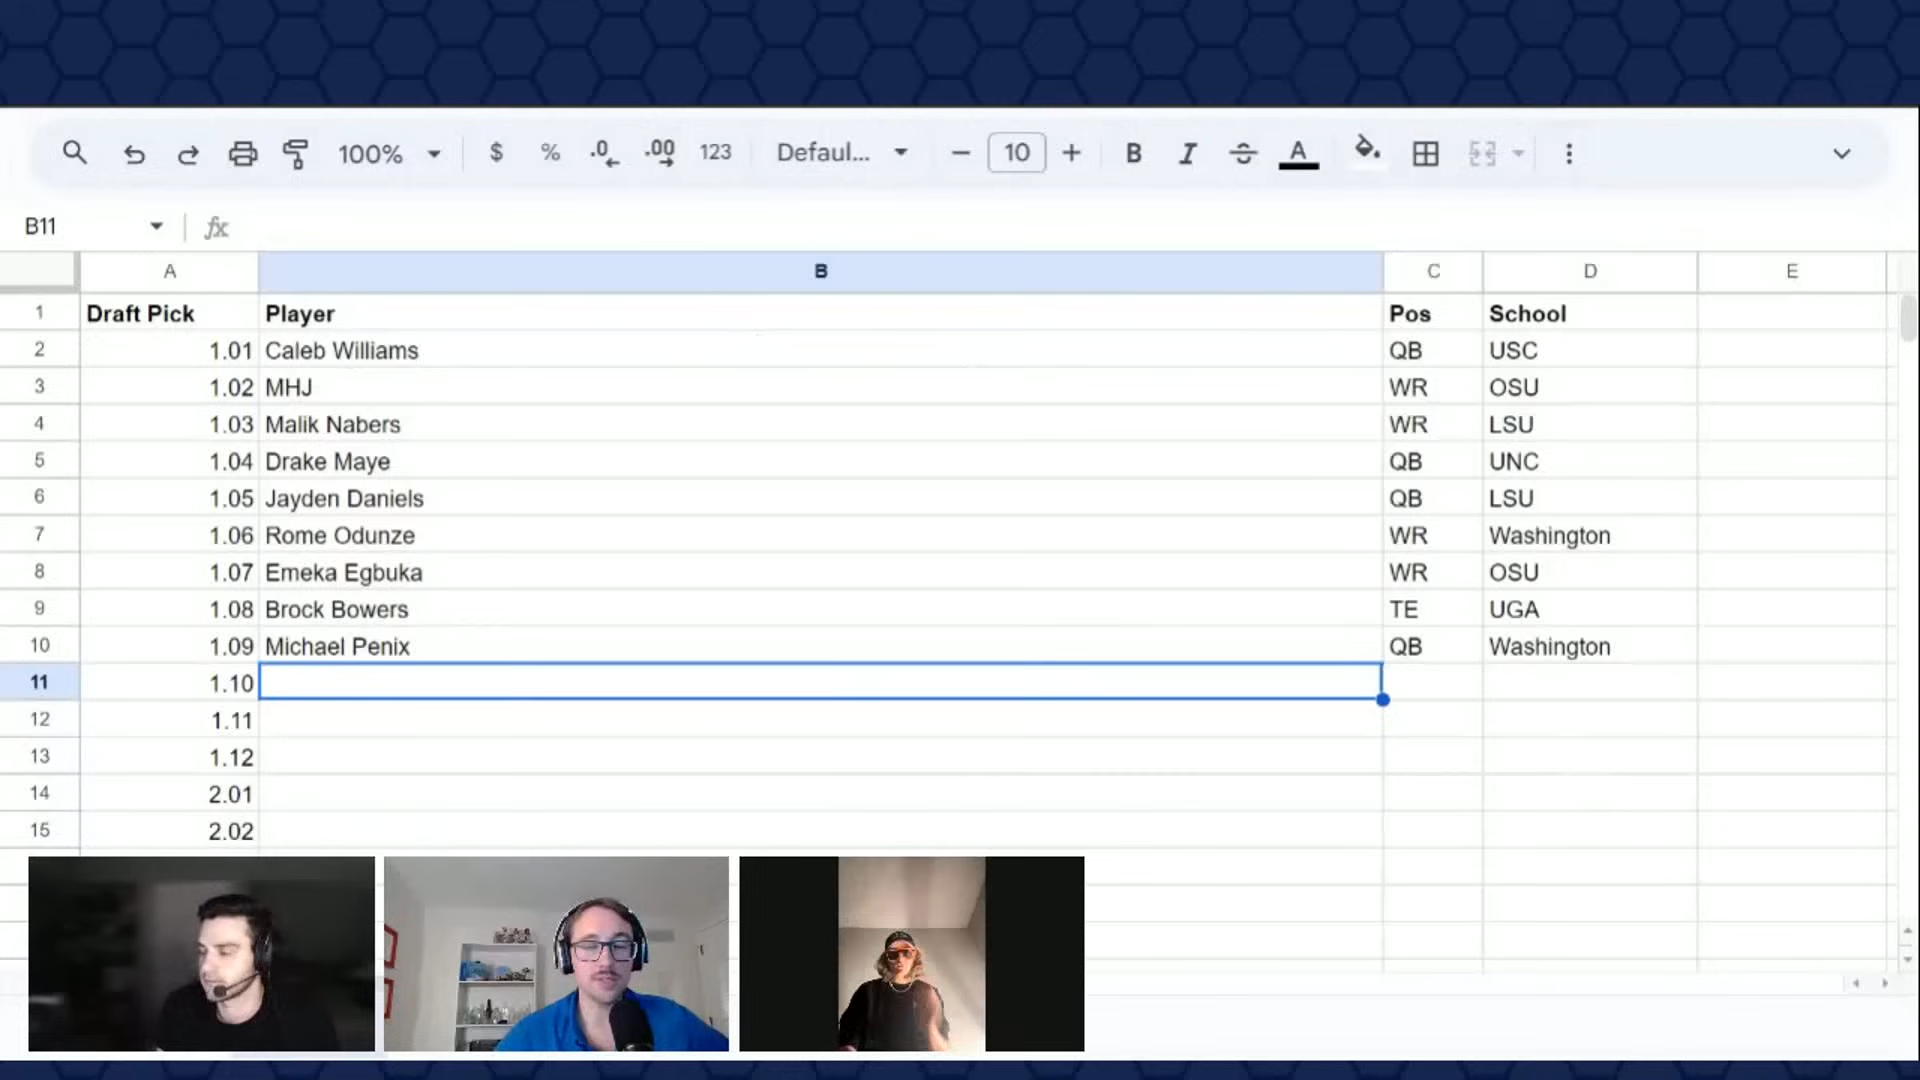 100% $ % .0 .00 123 Defaul... 10 B I S A
B11 fx
A B C D E
1 Draft Pick Player Pos School
2 1.01 Caleb Williams QB USC
3 1.02 MHJ WR OSU
4 1.03 Malik Nabers WR LSU
5 1.04 Drake Maye QB UNC
6 1.05 Jayden Daniels QB LSU
7 1.06 Rome Odunze WR Washington
8 1.07 Emeka Egbuka WR OSU
9 1.08 Brock Bowers TE UGA
10 1.09 Michael Penix QB Washington
11 1.10
12 1.11
13 1.12
14 2.01
15 2.02